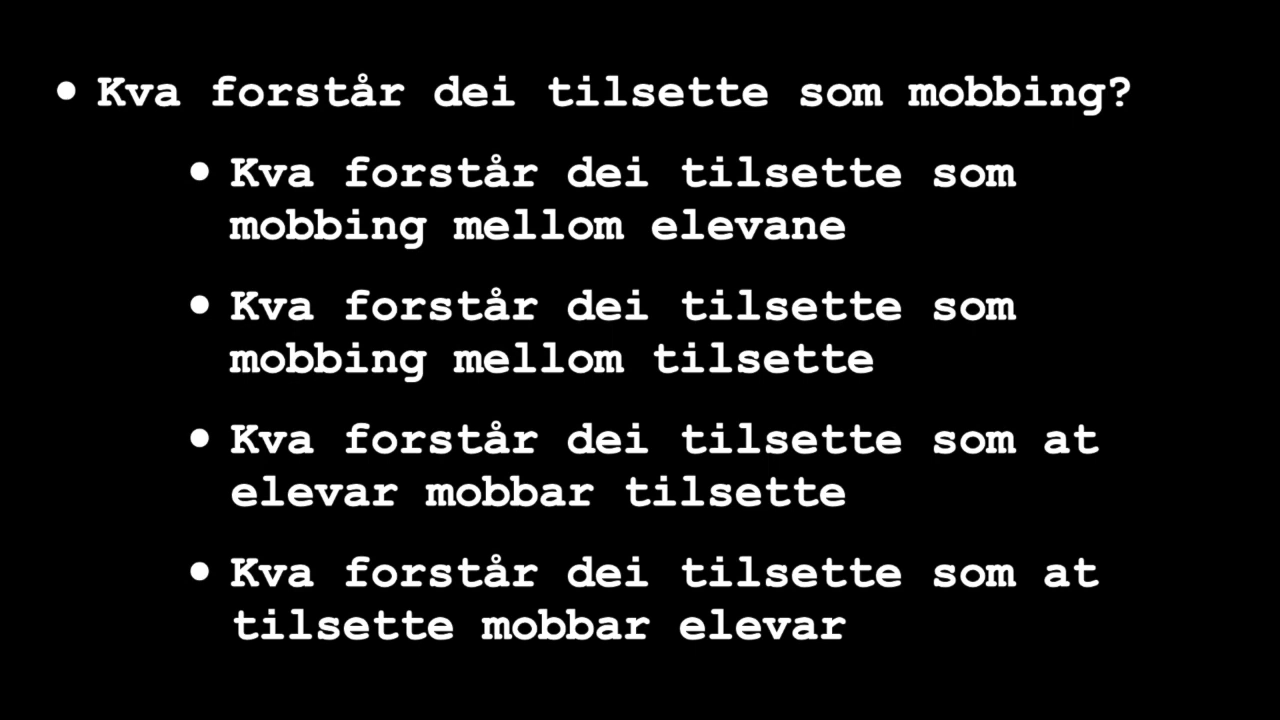 • Kva forstår dei tilsette som mobbing?
• Kva forstår dei tilsette som
mobbing mellom elevane
• Kva forstår dei tilsette som
mobbing mellom tilsette
• Kva forstår dei tilsette som at
elevar mobbar tilsette
• Kva forstår dei tilsette som at
tilsette mobbar elevar